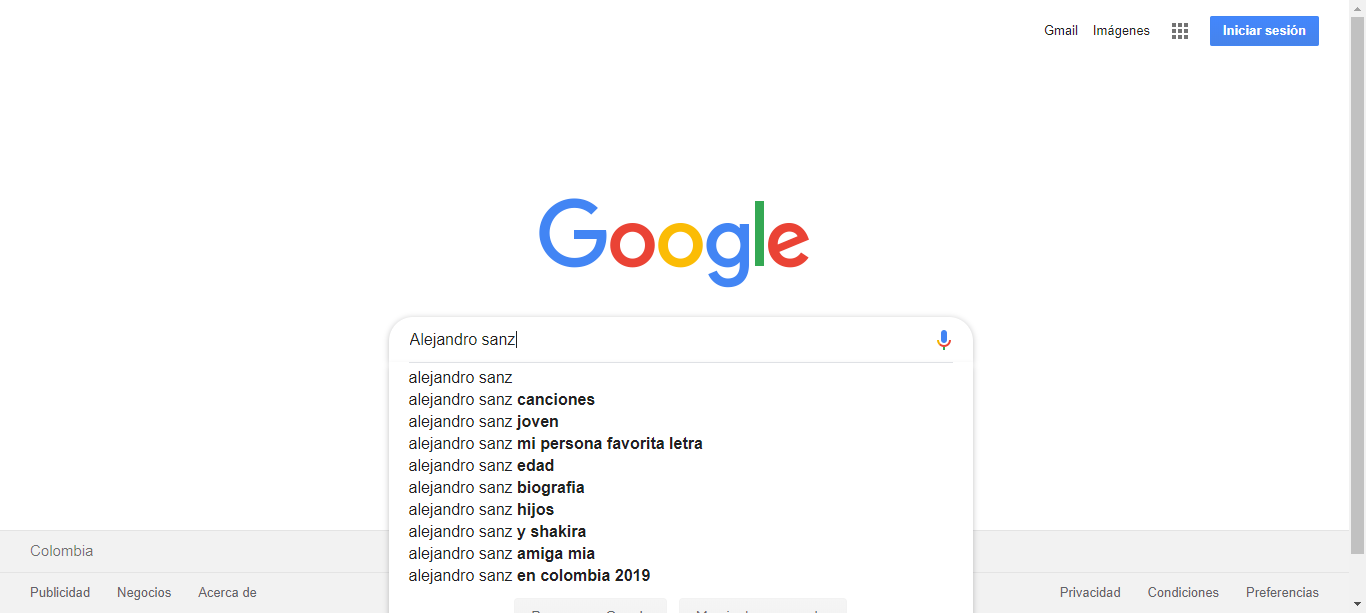 Gmail Imágenes Iniciar sesión
Google
Alejandro sanz
alejandro sanz
alejandro sanz canciones
alejandro sanz joven
alejandro sanz mi persona favorita letra
alejandro sanz edad
alejandro sanz biografia
alejandro sanz hijos
alejandro sanz y shakira
alejandro sanz amiga mia
alejandro sanz en colombia 2019
Colombia
Publicidad Negocios Acerca de Privacidad Condiciones Preferencias